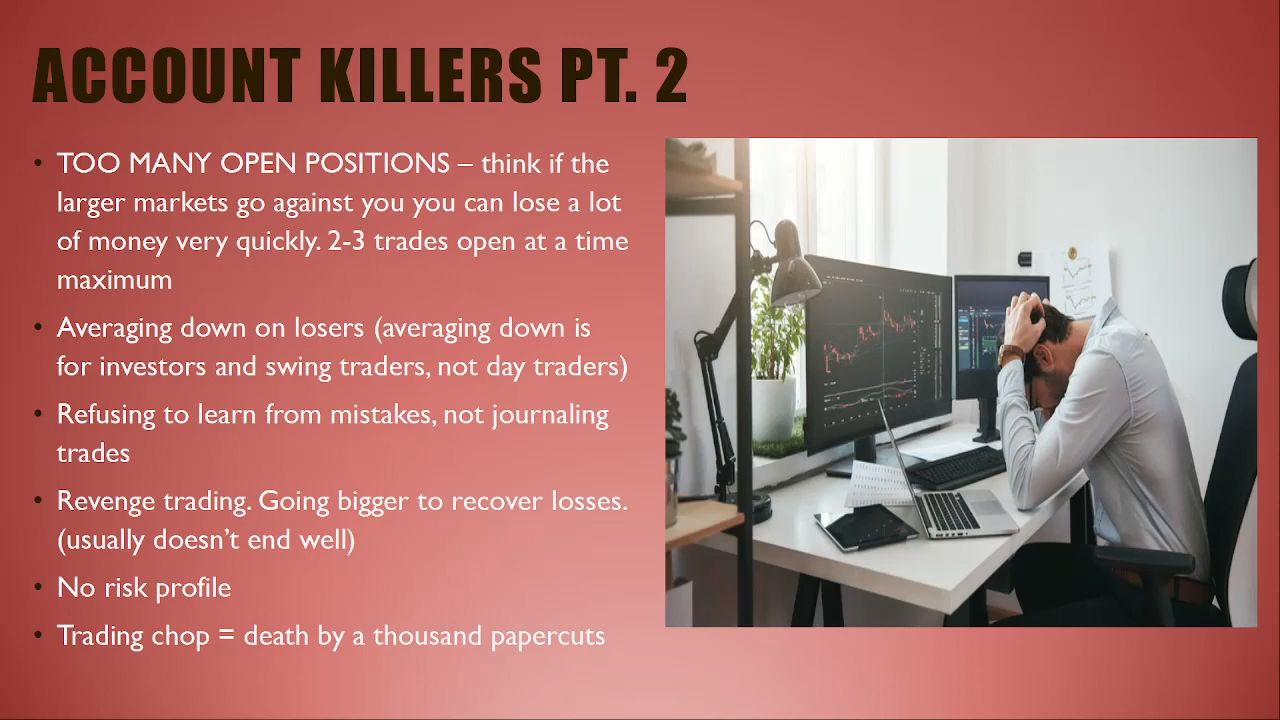 ACCOUNT KILLERS PT. 2
• TOO MANY OPEN POSITIONS – think if the
larger markets go against you you can lose a lot
of money very quickly. 2-3 trades open at a time
maximum
• Averaging down on losers (averaging down is
for investors and swing traders, not day traders)
• Refusing to learn from mistakes, not journaling
trades
• Revenge trading. Going bigger to recover losses.
(usually doesn't end well)
• No risk profile
• Trading chop = death by a thousand papercuts